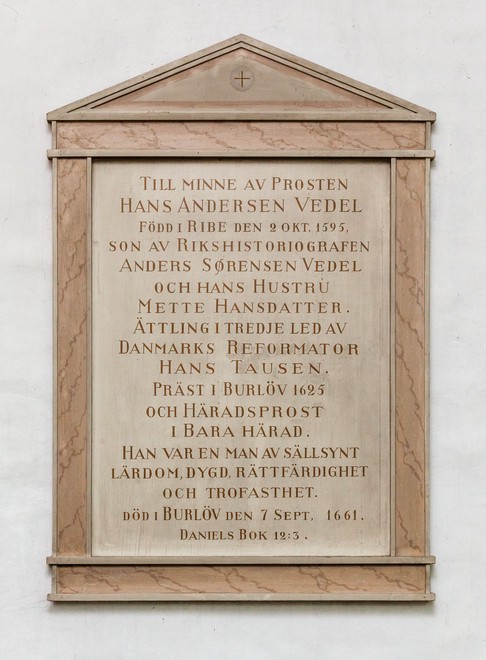 TILL MINNE AV PROSTEN
HANS ANDERSEN VEDEL
FÖDD I RIBE DEN 2 OKT. 1595,
SON AV RIKSHISTORIOGRAFEN
ANDERS SØRENSEN VEDEL
OCH HANS HUSTRU
METTE HANSDATTER.
ÄTTLING I TREDJE LED AV
DANMARKS REFORMATOR
HANS TAUSEN.
PRÄST I BURLÖV 1625
OCH HÄRADSPROST
I BARA HÄRAD.
HAN VAR EN MAN AV SÄLLSYNT
LÄRDOM, DYGD, RÄTTFÄRDIGHET
OCH TROFASTHET.
DÖD I BURLÖV DEN 7 SEPT, 1661.
DANIELS BOK 12:3.